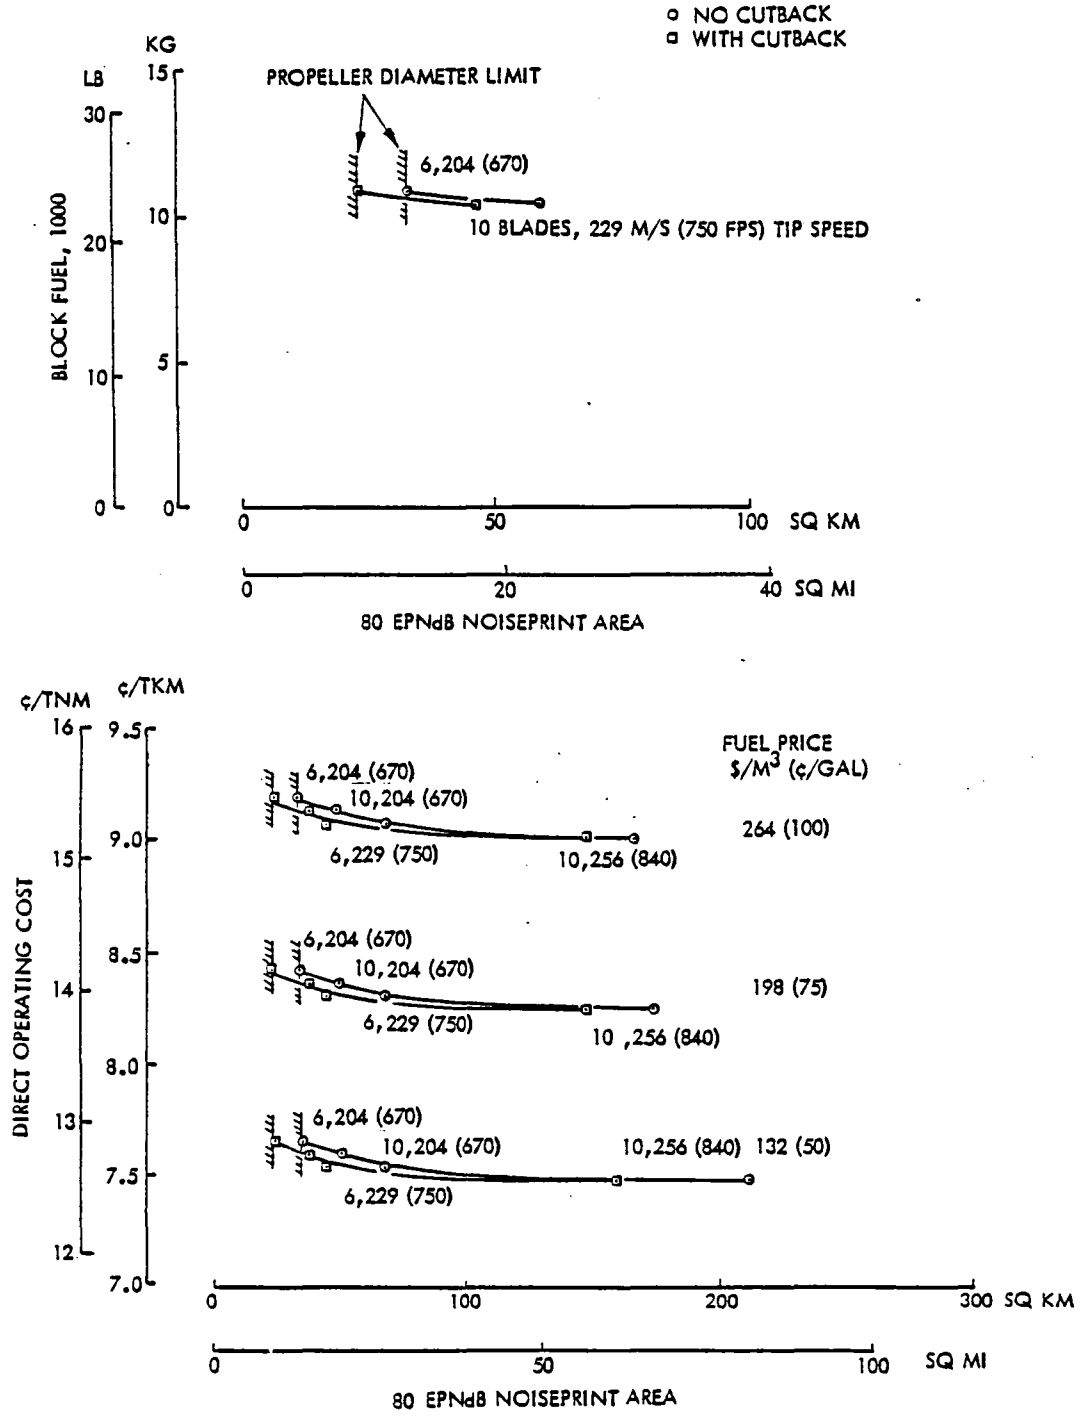 NO CUTBACK
WITH CUTBACK
KG
LB
PROPELLER DIAMETER LIMIT
15
30
6,204 (670)
10
10 BLADES, 229 M/S (750 FPS) TIP SPEED
20
BLOCK FUEL, 1000
5
10
0
0
0
50
100 SQ KM
0
20
40 SQ MI
80 EPNdB NOISEPRINT AREA
¢/TNM
¢/TKM
16
9.5
FUEL PRICE
$/M³ (¢/GAL)
6,204 (670)
10,204 (670)
264 (100)
9.0
15
6,229 (750)
10,256 (840)
DIRECT OPERATING COST
6,204 (670)
8.5
10,204 (670)
14
198 (75)
6,229 (750)
10 ,256 (840)
8.0
13
6,204 (670)
10,204 (670)
10,256 (840)
132 (50)
7.5
6,229 (750)
12
7.0
0
100
200
300 SQ KM
0
50
100
SQ MI
80 EPNdB NOISEPRINT AREA